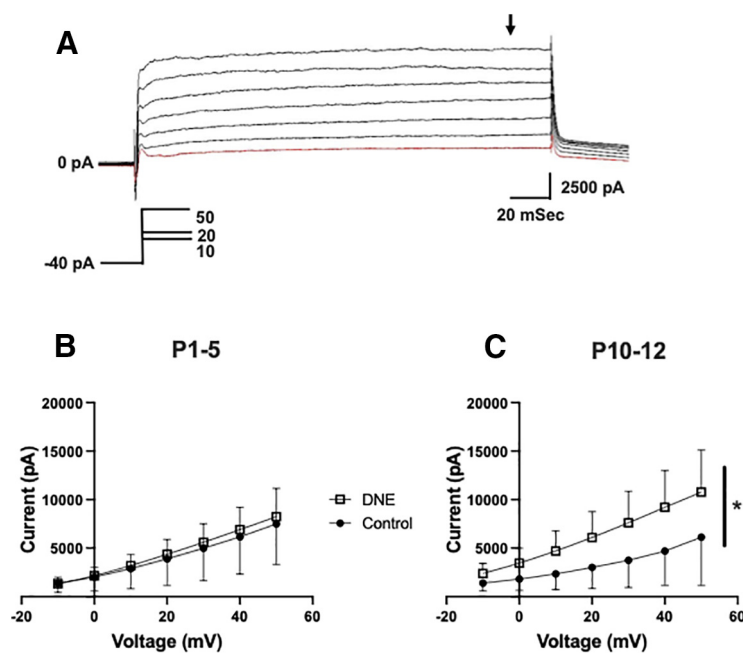 A
0 pA
2500 pA
20 mSec
50
20
10
-40 pA
B
P1-5
20000
15000
10000
5000
Current (pA)
-20
0
20
40
60
Voltage (mV)
DNE
Control
C
P10-12
20000
15000
10000
5000
Current (pA)
-20
0
20
40
60
Voltage (mV)
*